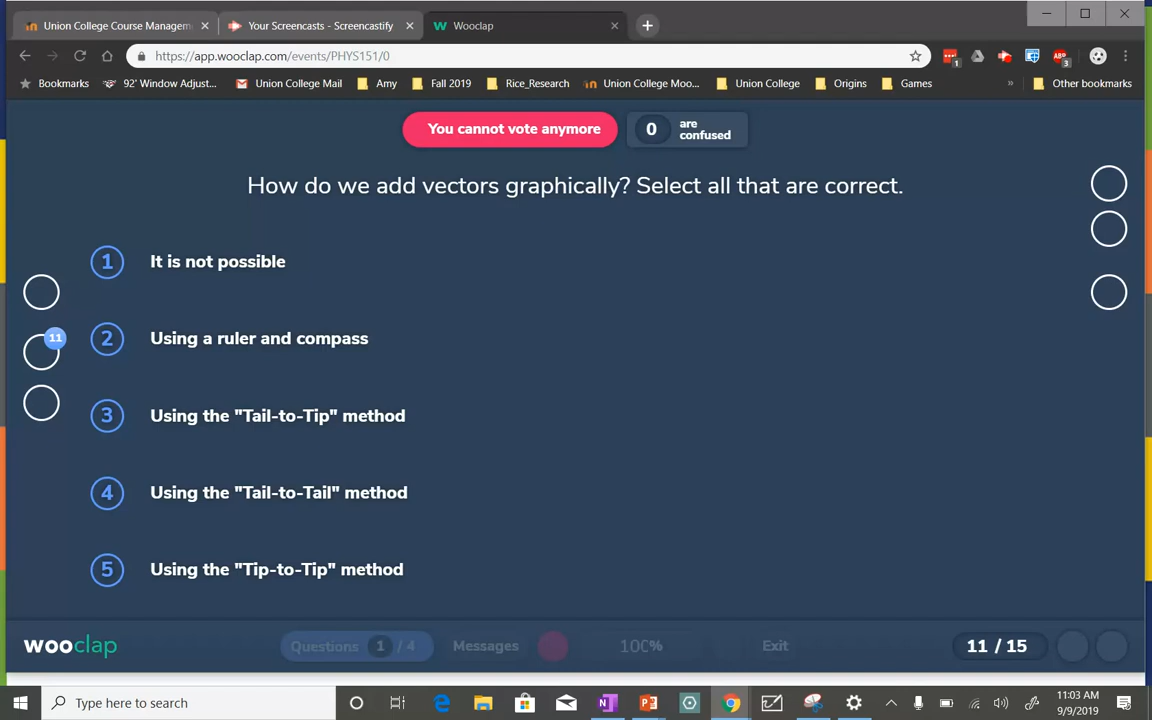 Union College Course Managem
Your Screencasts - Screencastify
W Wooclap
https://app.wooclap.com/events/PHYS151/0
1
ABP
3
Bookmarks
92' Window Adjust...
Union College Mail
Amy
Fall 2019
Rice_Research
Union College Moo...
Union College
Origins
Games
»
Other bookmarks
You cannot vote anymore
0 are confused
How do we add vectors graphically? Select all that are correct.
1 It is not possible
2 Using a ruler and compass
11
3 Using the "Tail-to-Tip" method
4 Using the "Tail-to-Tail" method
5 Using the "Tip-to-Tip" method
wooclap
Questions 1 / 4
Messages
100%
Exit
11 / 15
Type here to search
11:03 AM
9/9/2019